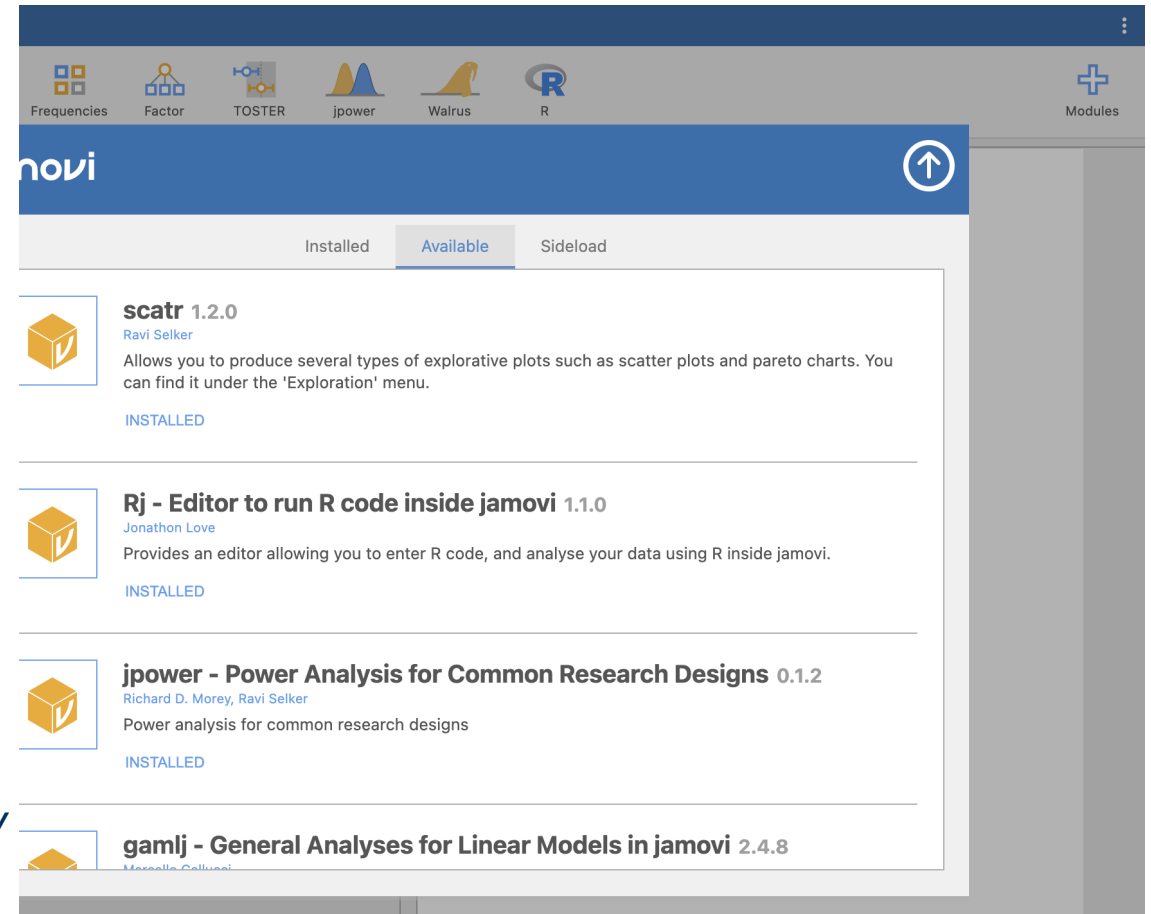 Frequencies Factor TOSTER jpower Walrus R Modules
movi
Installed Available Sideload
scatr 1.2.0
Ravi Selker
Allows you to produce several types of explorative plots such as scatter plots and pareto charts. You
can find it under the 'Exploration' menu.
INSTALLED
Rj - Editor to run R code inside jamovi 1.1.0
Jonathon Love
Provides an editor allowing you to enter R code, and analyse your data using R inside jamovi.
INSTALLED
jpower - Power Analysis for Common Research Designs 0.1.2
Richard D. Morey, Ravi Selker
Power analysis for common research designs
INSTALLED
gamlj - General Analyses for Linear Models in jamovi 2.4.8